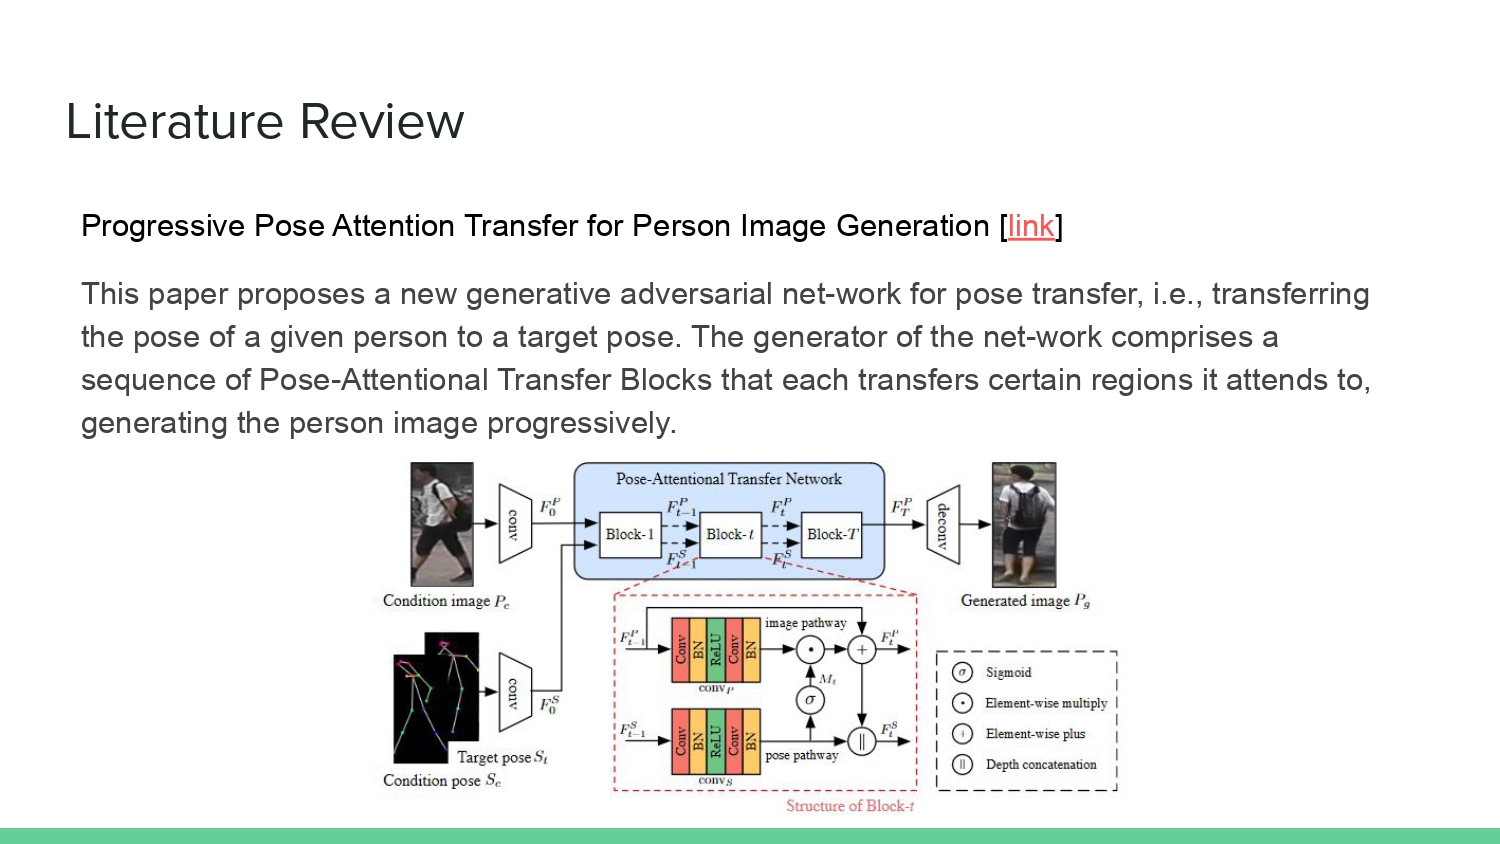 Literature Review
Progressive Pose Attention Transfer for Person Image Generation [link]
This paper proposes a new generative adversarial net-work for pose transfer, i.e., transferring
the pose of a given person to a target pose. The generator of the net-work comprises a
sequence of Pose-Attentional Transfer Blocks that each transfers certain regions it attends to,
generating the person image progressively.
Pose-Attentional Transfer Network
conv
F_0^P
F_{t-1}^P
F_t^P
F_T^P
deconv
Block-1
Block-t
Block-T
F_{t-1}^S
F_t^S
Condition image P_c
Generated image P_g
conv
F_0^S
Target pose S_t
Condition pose S_c
F_{t-1}^P
Conv BN ReLU Conv BN
conv_P
image pathway
·
+
F_t^P
M_t
σ
F_{t-1}^S
Conv BN ReLU Conv BN
conv_S
pose pathway
||
F_t^S
Structure of Block-t
σ Sigmoid
· Element-wise multiply
+ Element-wise plus
|| Depth concatenation